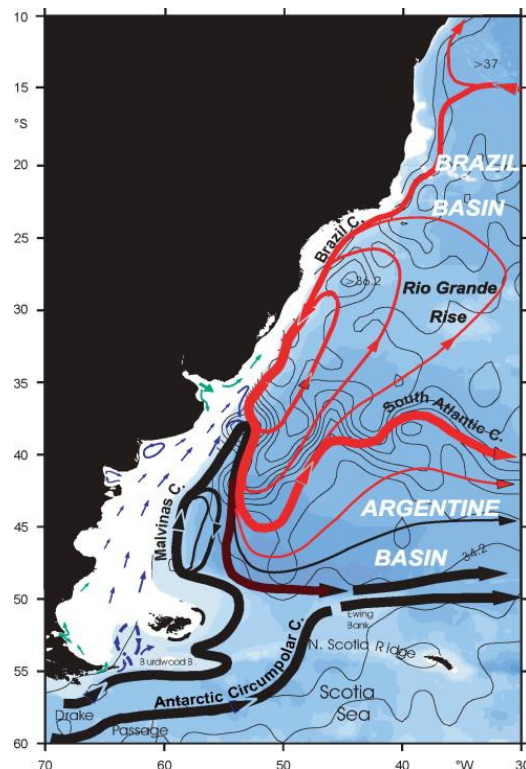 10
15
°S
20
25
30
35
40
45
50
55
60
70
60
50
40
°W
30
>37
BRAZIL
BASIN
Brazil C.
>36.2
Rio Grande
Rise
South Atlantic C.
Malvinas C.
ARGENTINE
BASIN
34.2
Ewing
Bank
Burdwood B.
N. Scotia Ridge
Antarctic Circumpolar C.
Scotia
Sea
Drake
Passage